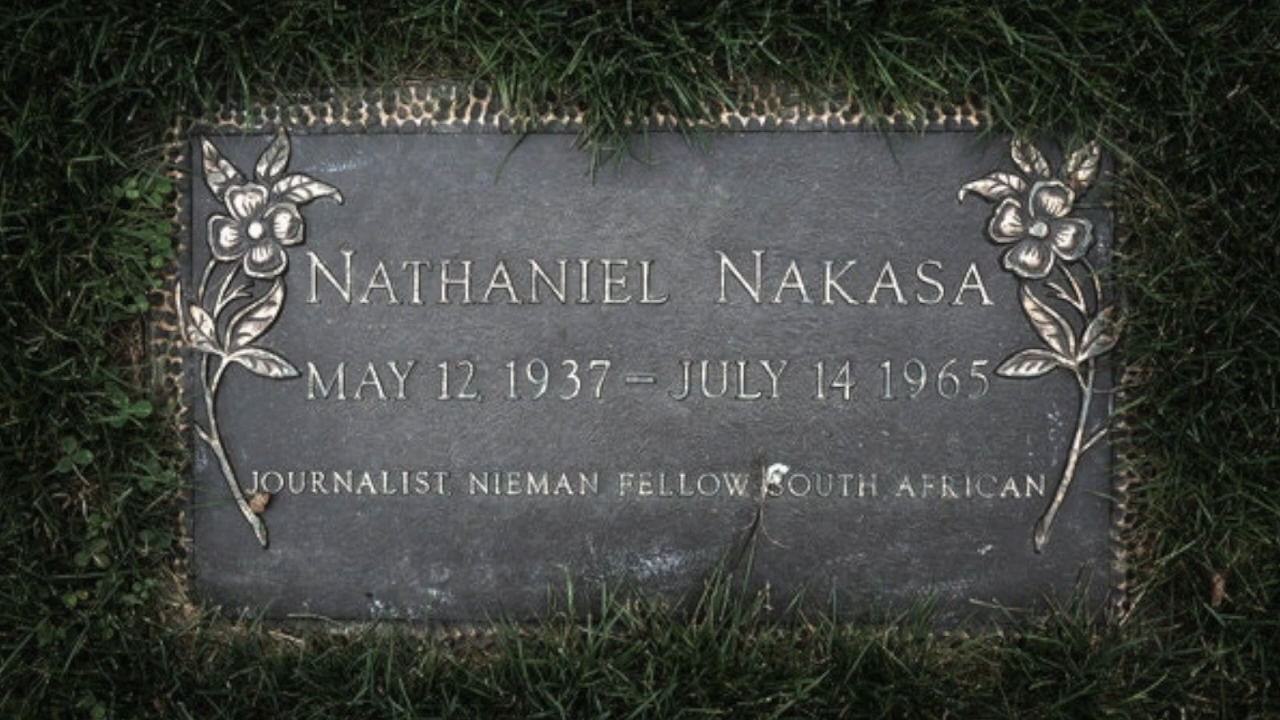 NATHANIEL NAKASA
MAY 12, 1937 – JULY 14 1965
JOURNALIST, NIEMAN FELLOW, SOUTH AFRICAN